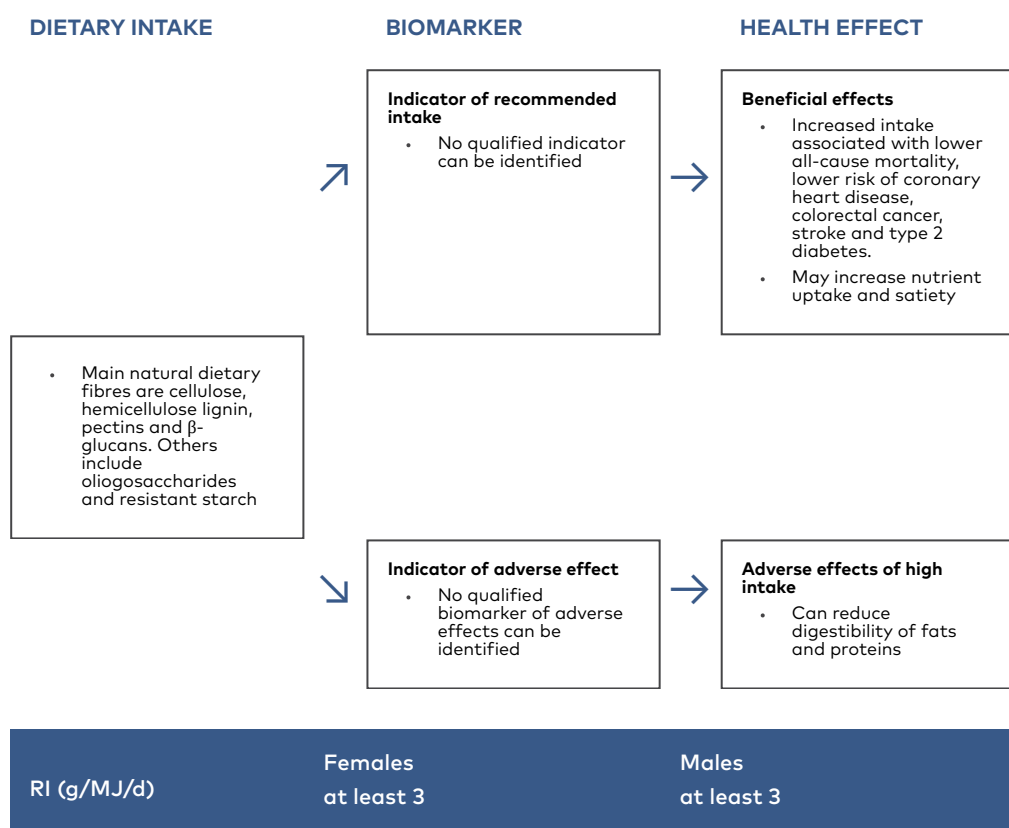 DIETARY INTAKE
BIOMARKER
HEALTH EFFECT
Indicator of recommended
intake
• No qualified indicator
can be identified
Beneficial effects
• Increased intake
associated with lower
all-cause mortality,
lower risk of coronary
heart disease,
colorectal cancer,
stroke and type 2
diabetes.
• May increase nutrient
uptake and satiety
• Main natural dietary
fibres are cellulose,
hemicellulose lignin,
pectins and β-
glucans. Others
include
oliogosaccharides
and resistant starch
Indicator of adverse effect
• No qualified
biomarker of adverse
effects can be
identified
Adverse effects of high
intake
• Can reduce
digestibility of fats
and proteins
RI (g/MJ/d)
Females
at least 3
Males
at least 3